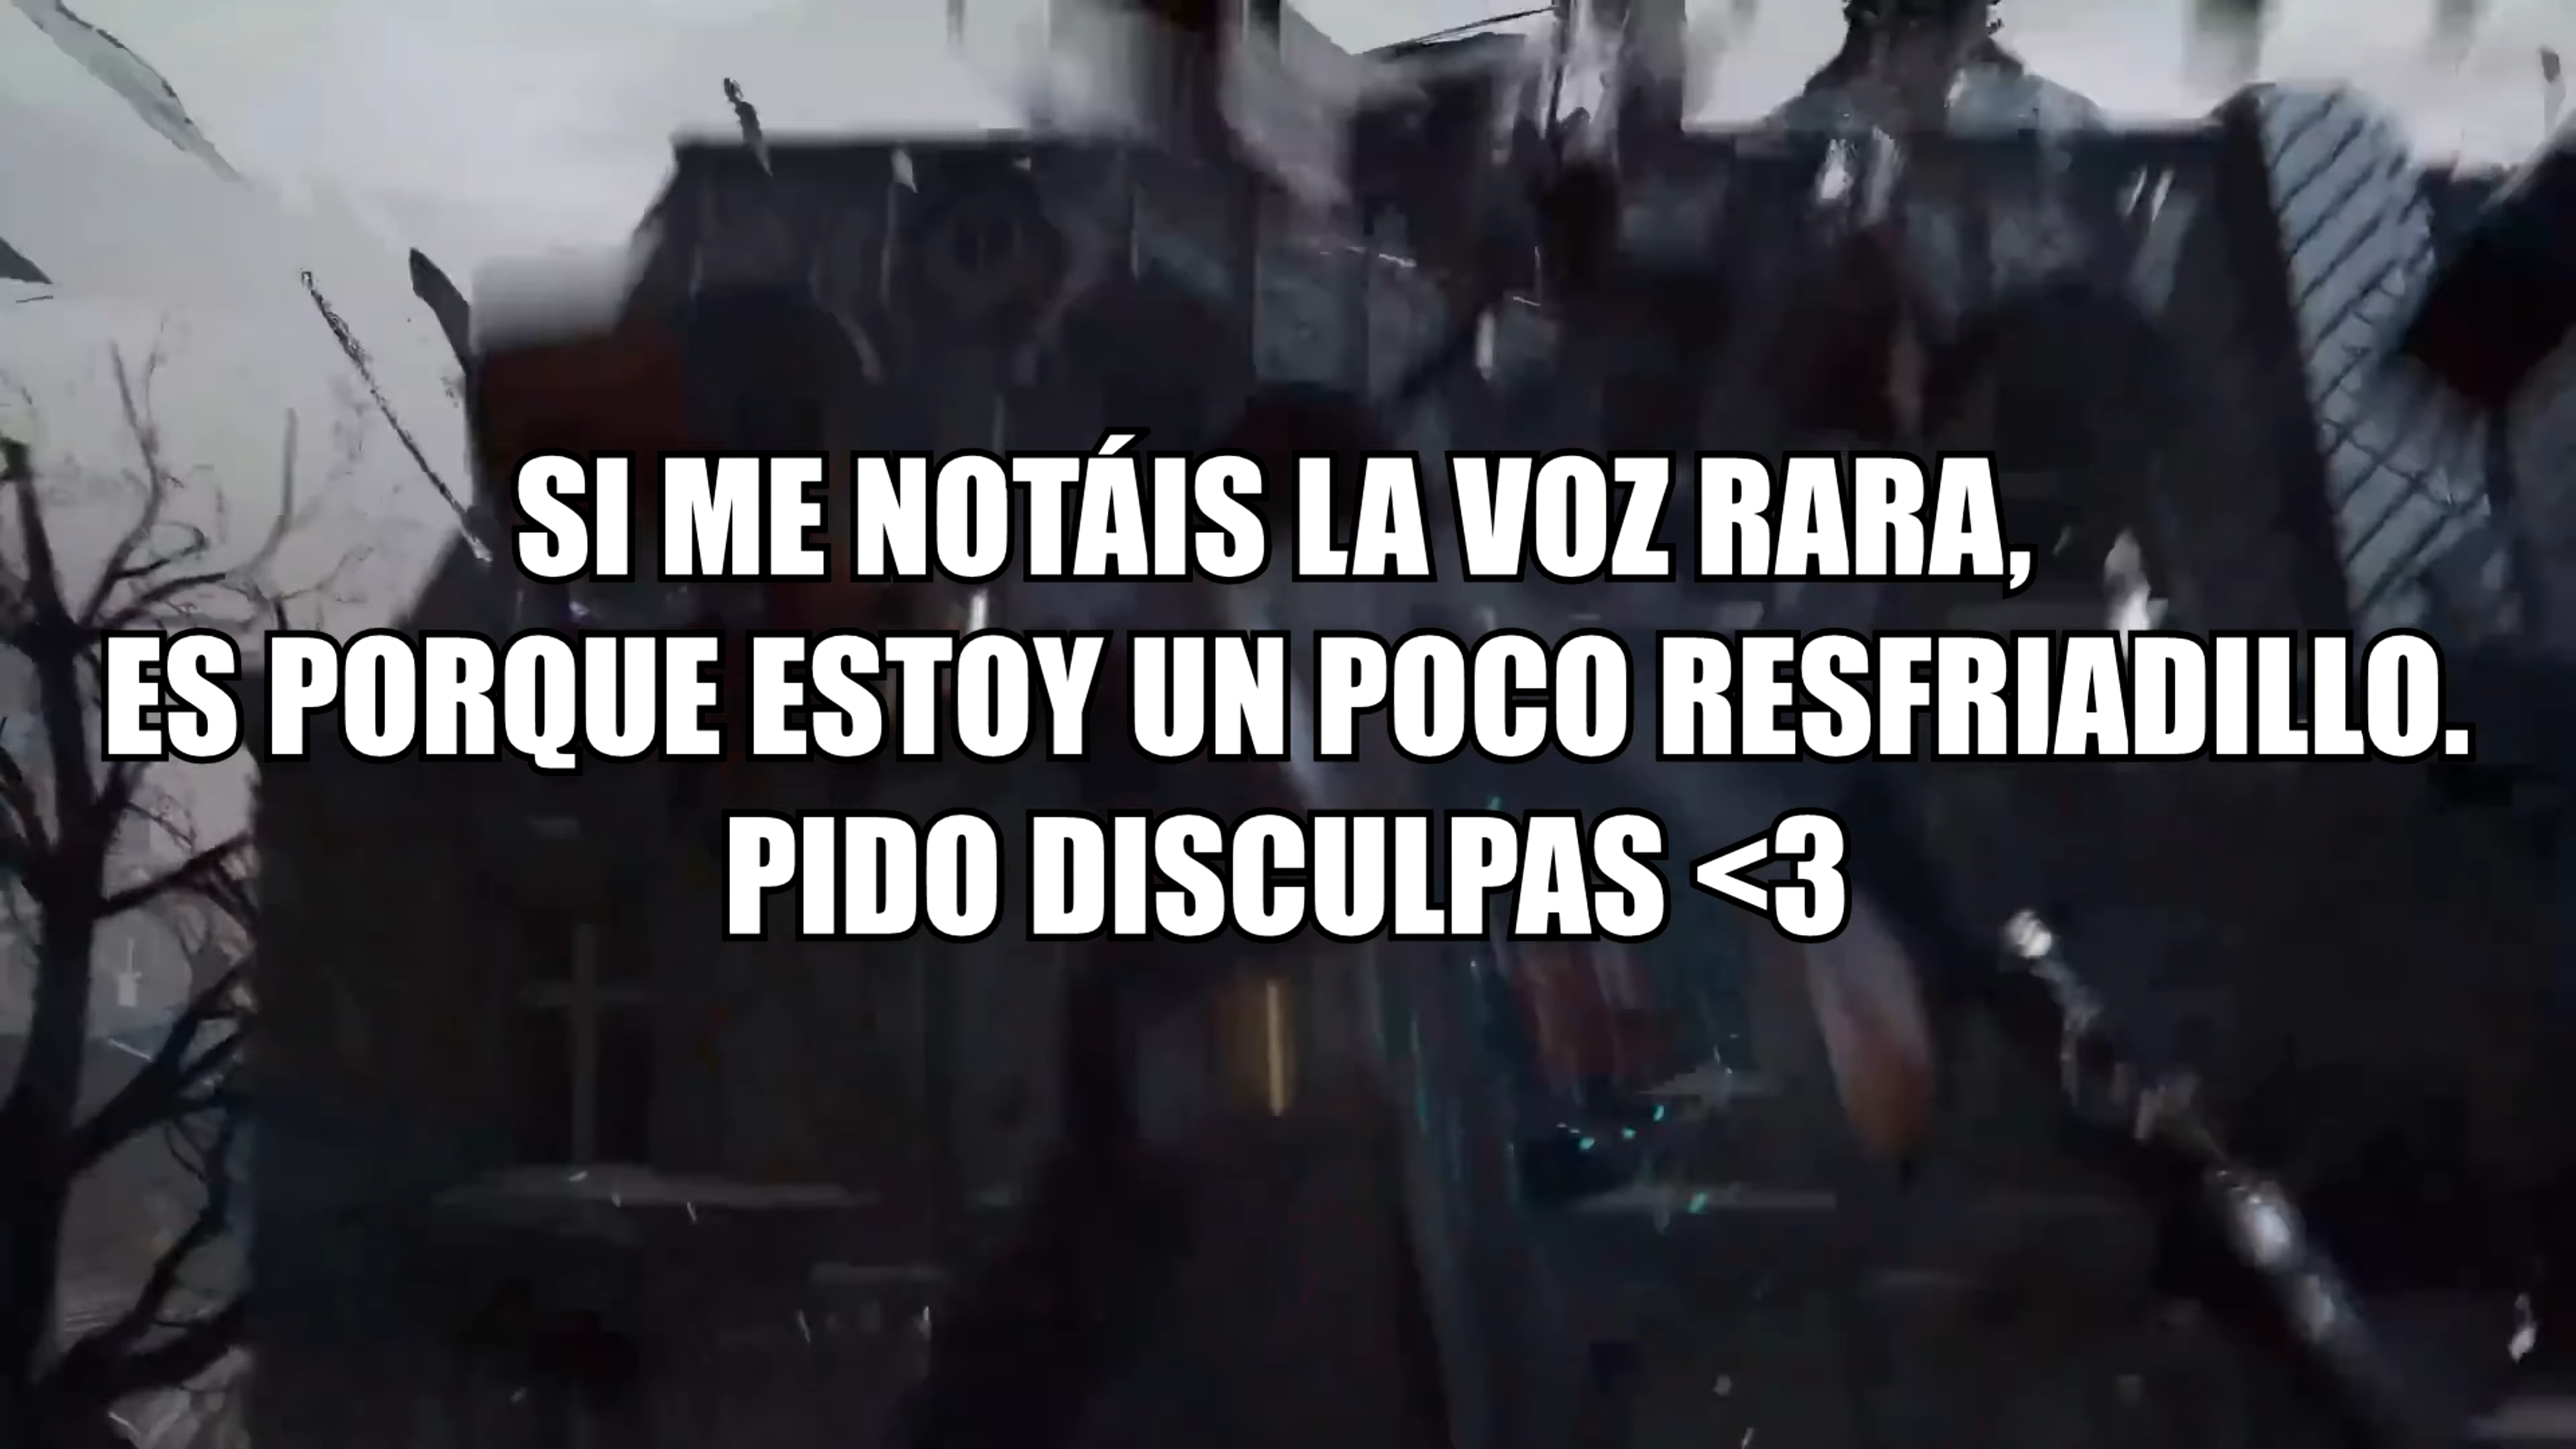 SI ME NOTÁIS LA VOZ RARA,
ES PORQUE ESTOY UN POCO RESFRIADILLO.
PIDO DISCULPAS <3